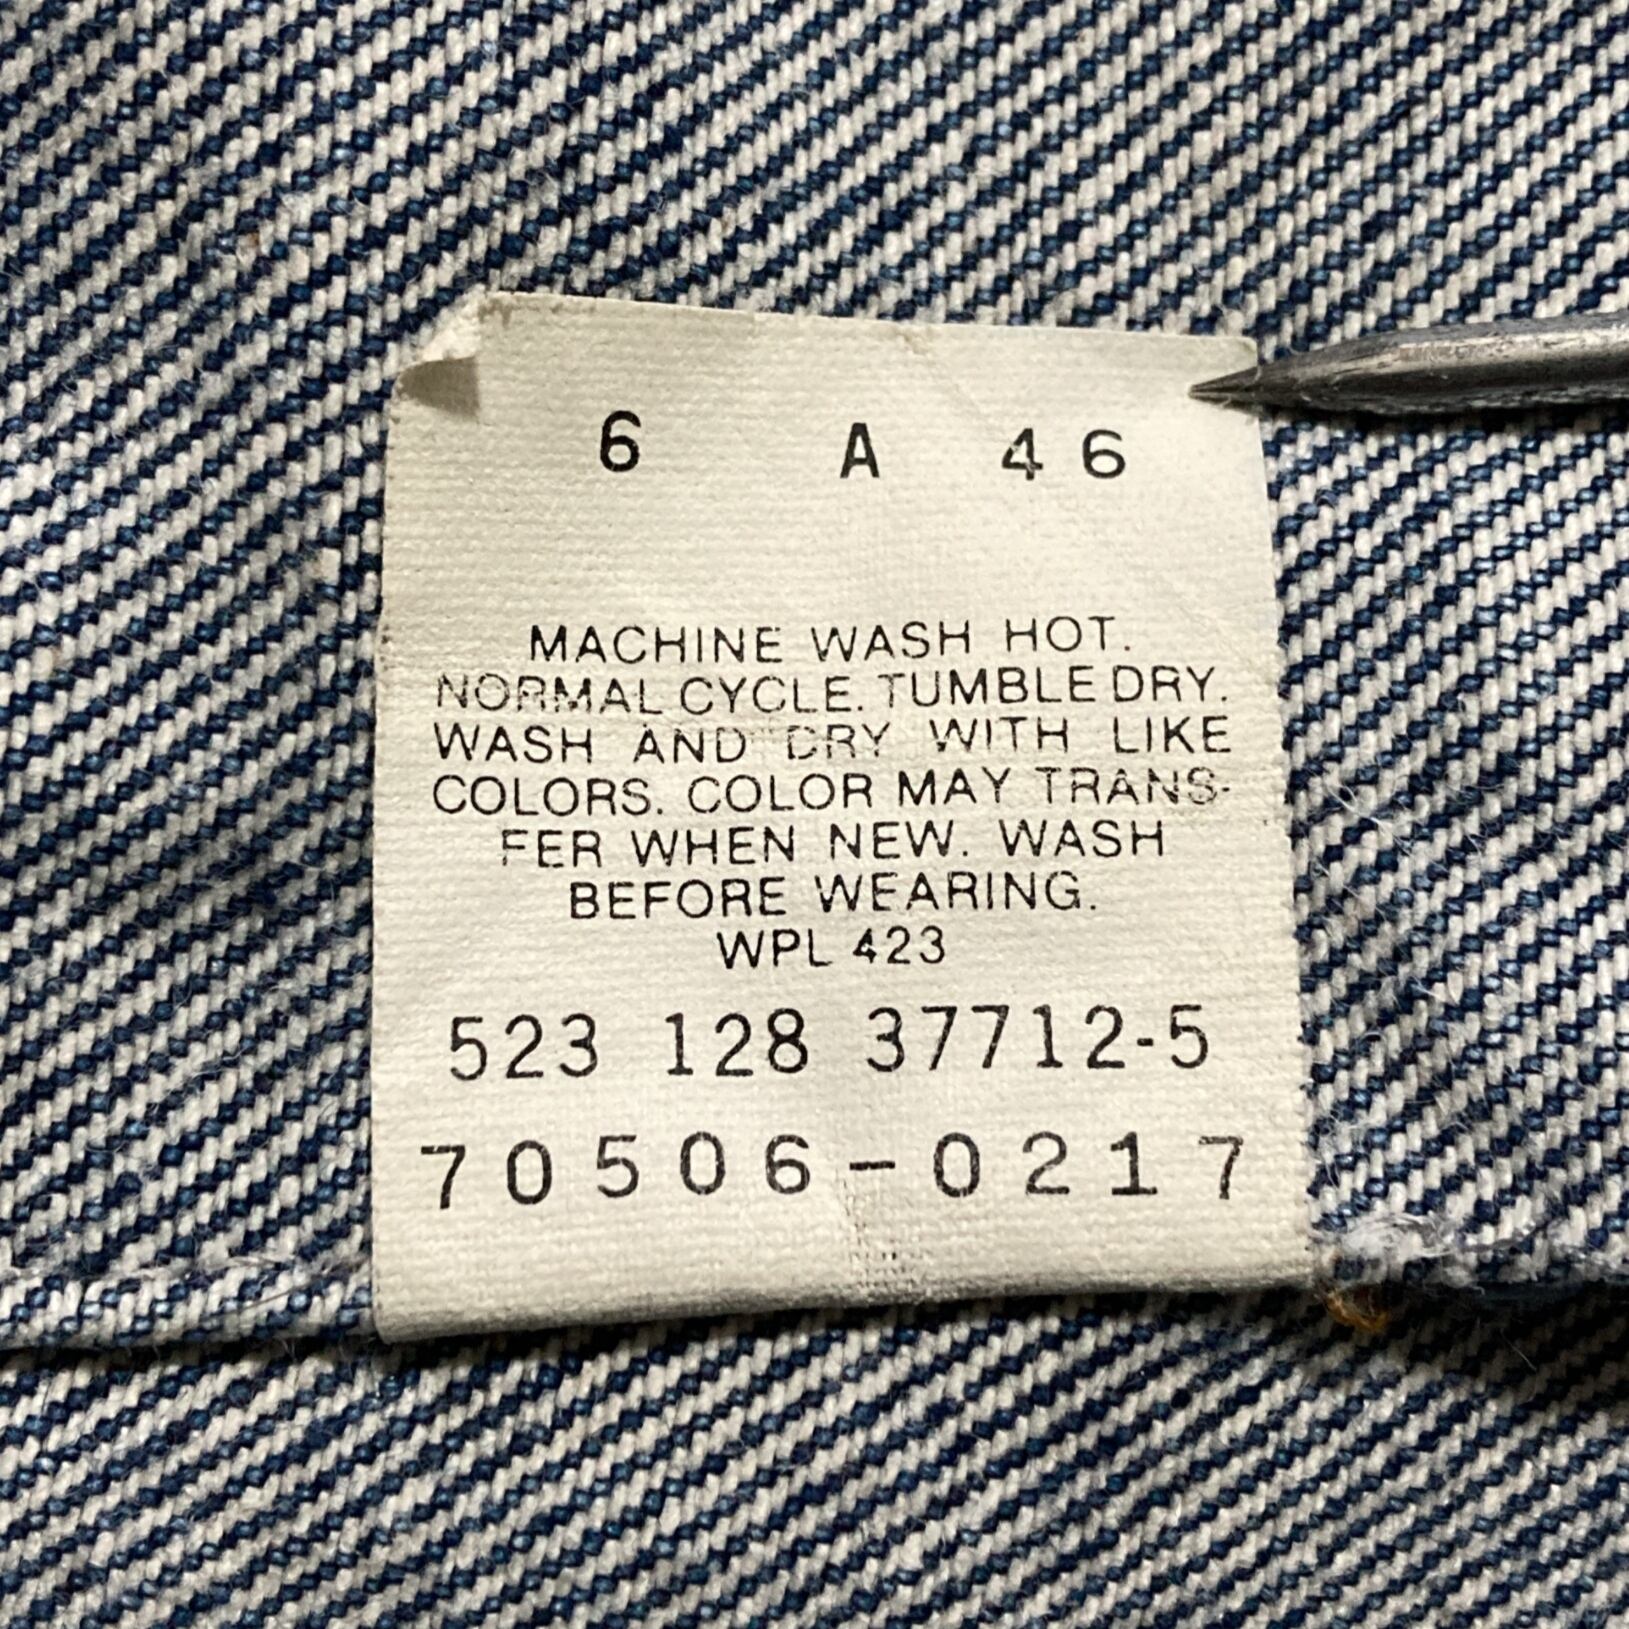 6 A 46
MACHINE WASH HOT.
NORMAL CYCLE. TUMBLE DRY.
WASH AND DRY WITH LIKE
COLORS. COLOR MAY TRANS-
FER WHEN NEW. WASH
BEFORE WEARING.
WPL 423
523 128 37712-5
70506-0217